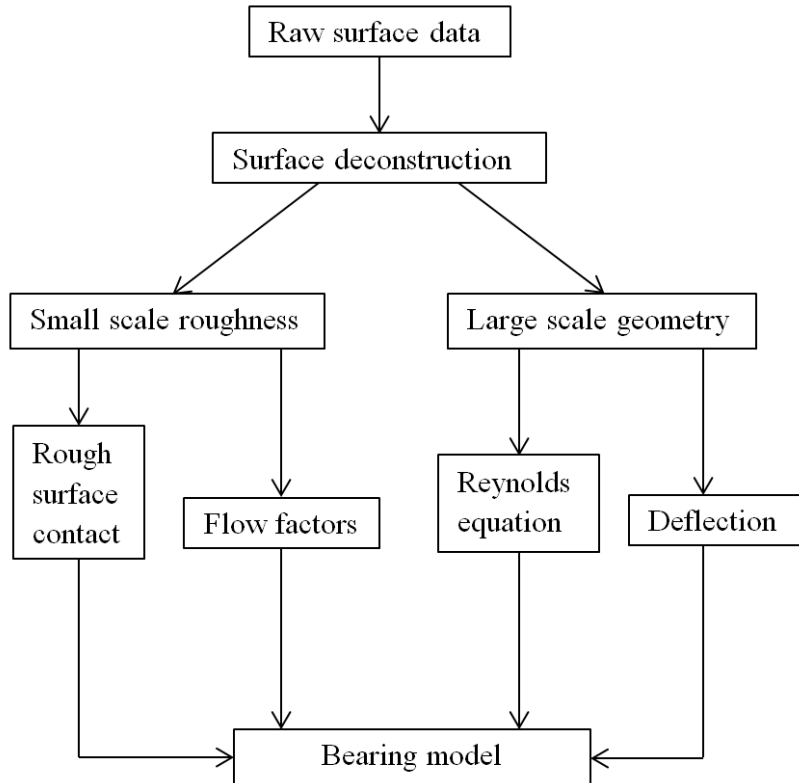 Raw surface data
Surface deconstruction
Small scale roughness
Large scale geometry
Rough
surface
contact
Flow factors
Reynolds
equation
Deflection
Bearing model